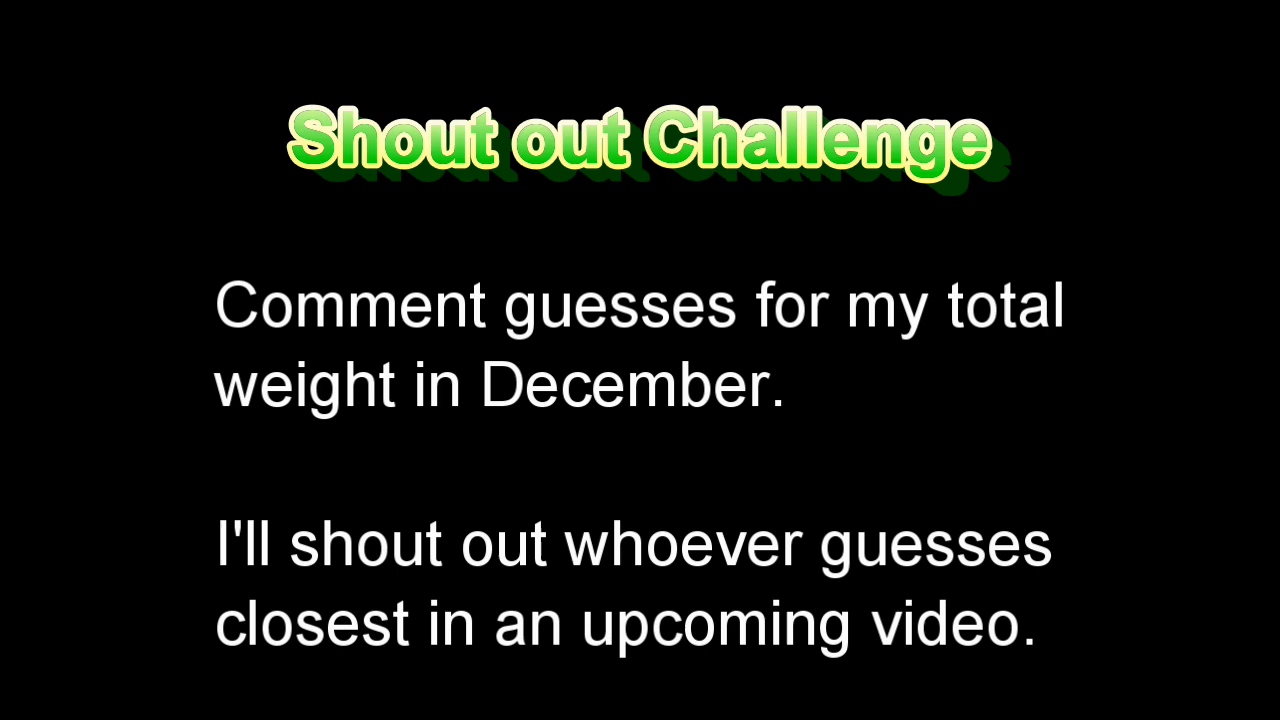 Shout out Challenge
Comment guesses for my total
weight in December.
I'll shout out whoever guesses
closest in an upcoming video.